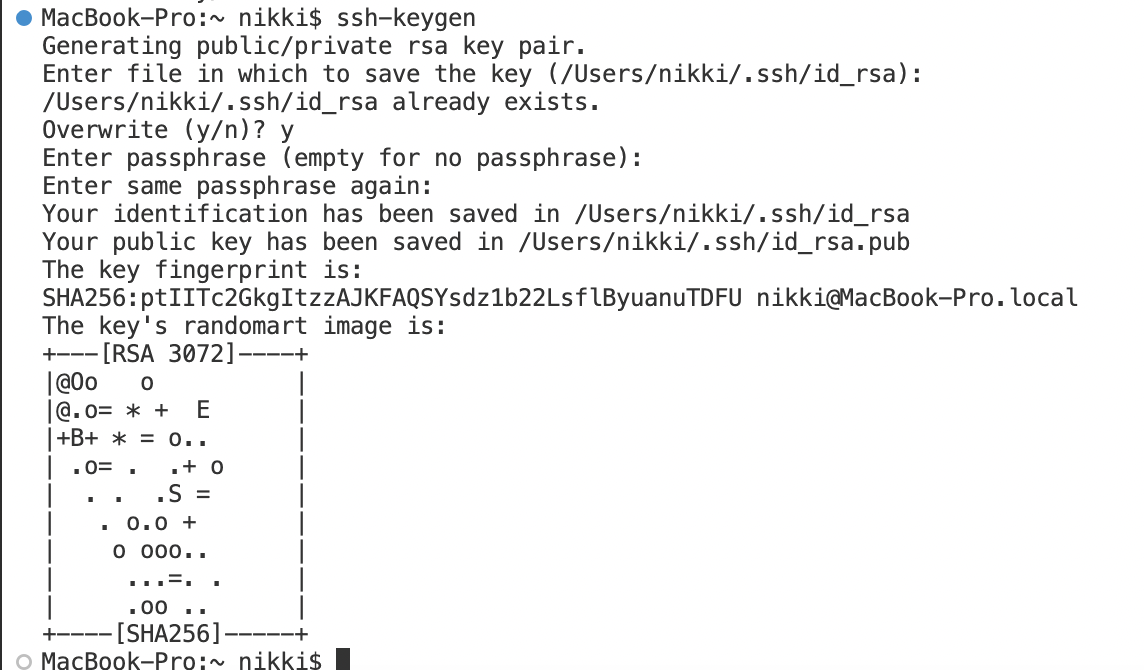 MacBook-Pro:~ nikki$ ssh-keygen
Generating public/private rsa key pair.
Enter file in which to save the key (/Users/nikki/.ssh/id_rsa):
/Users/nikki/.ssh/id_rsa already exists.
Overwrite (y/n)? y
Enter passphrase (empty for no passphrase):
Enter same passphrase again:
Your identification has been saved in /Users/nikki/.ssh/id_rsa
Your public key has been saved in /Users/nikki/.ssh/id_rsa.pub
The key fingerprint is:
SHA256:ptIITc2GkgItzzAJKFAQSYsdz1b22LsflByuanuTDFU nikki@MacBook-Pro.local
The key's randomart image is:
+---[RSA 3072]----+
|@Oo   o          |
|@.o= * +  E      |
|+B+ * = o..      |
| .o= .  .+ o     |
|  . .  .S =      |
|   . o.o +       |
|    o ooo..      |
|     ...=. .     |
|     .oo ..      |
+----[SHA256]-----+
MacBook-Pro:~ nikki$